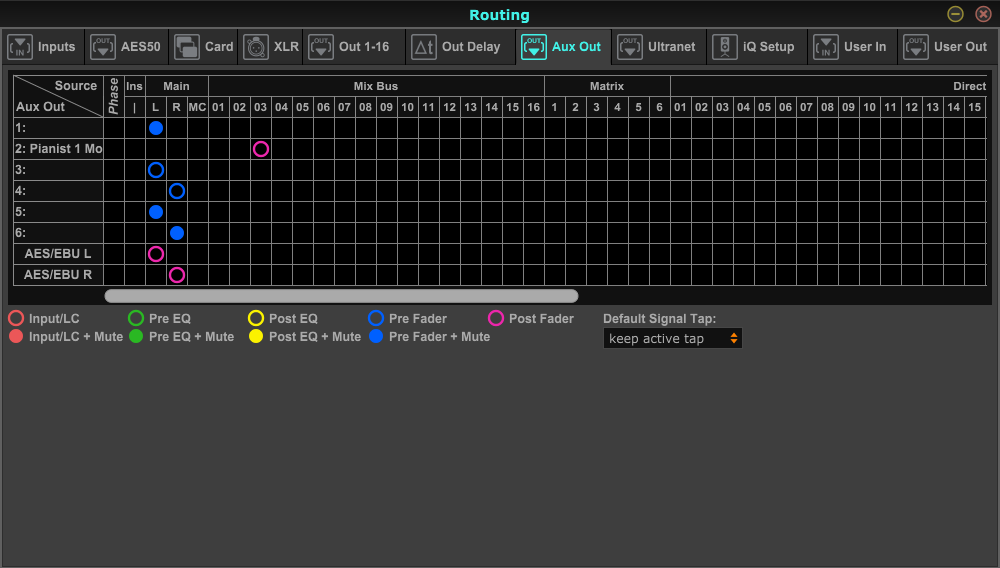 Routing
IN Inputs OUT AES50 Card XLR OUT Out 1-16 Δt Out Delay OUT Aux Out OUT Ultranet iQ Setup IN User In OUT User Out
Source Phase Ins Main Mix Bus Matrix Direct
Aux Out | L R MC 01 02 03 04 05 06 07 08 09 10 11 12 13 14 15 16 1 2 3 4 5 6 01 02 03 04 05 06 07 08 09 10 11 12 13 14 15
1:
2: Pianist 1 Mo
3:
4:
5:
6:
AES/EBU L
AES/EBU R
Input/LC Pre EQ Post EQ Pre Fader Post Fader Default Signal Tap:
Input/LC + Mute Pre EQ + Mute Post EQ + Mute Pre Fader + Mute keep active tap